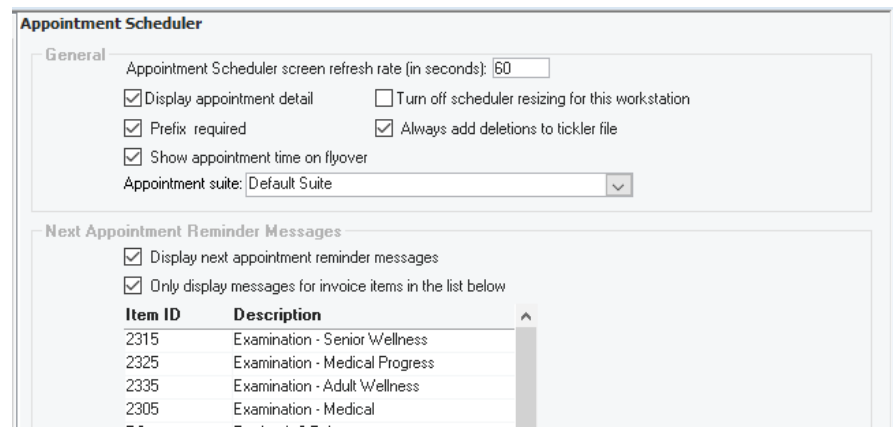 Appointment Scheduler
General
Appointment Scheduler screen refresh rate (in seconds): 60
Display appointment detail Turn off scheduler resizing for this workstation
Prefix required Always add deletions to tickler file
Show appointment time on flyover
Appointment suite: Default Suite
Next Appointment Reminder Messages
Display next appointment reminder messages
Only display messages for invoice items in the list below
Item ID Description
2315 Examination - Senior Wellness
2325 Examination - Medical Progress
2335 Examination - Adult Wellness
2305 Examination - Medical